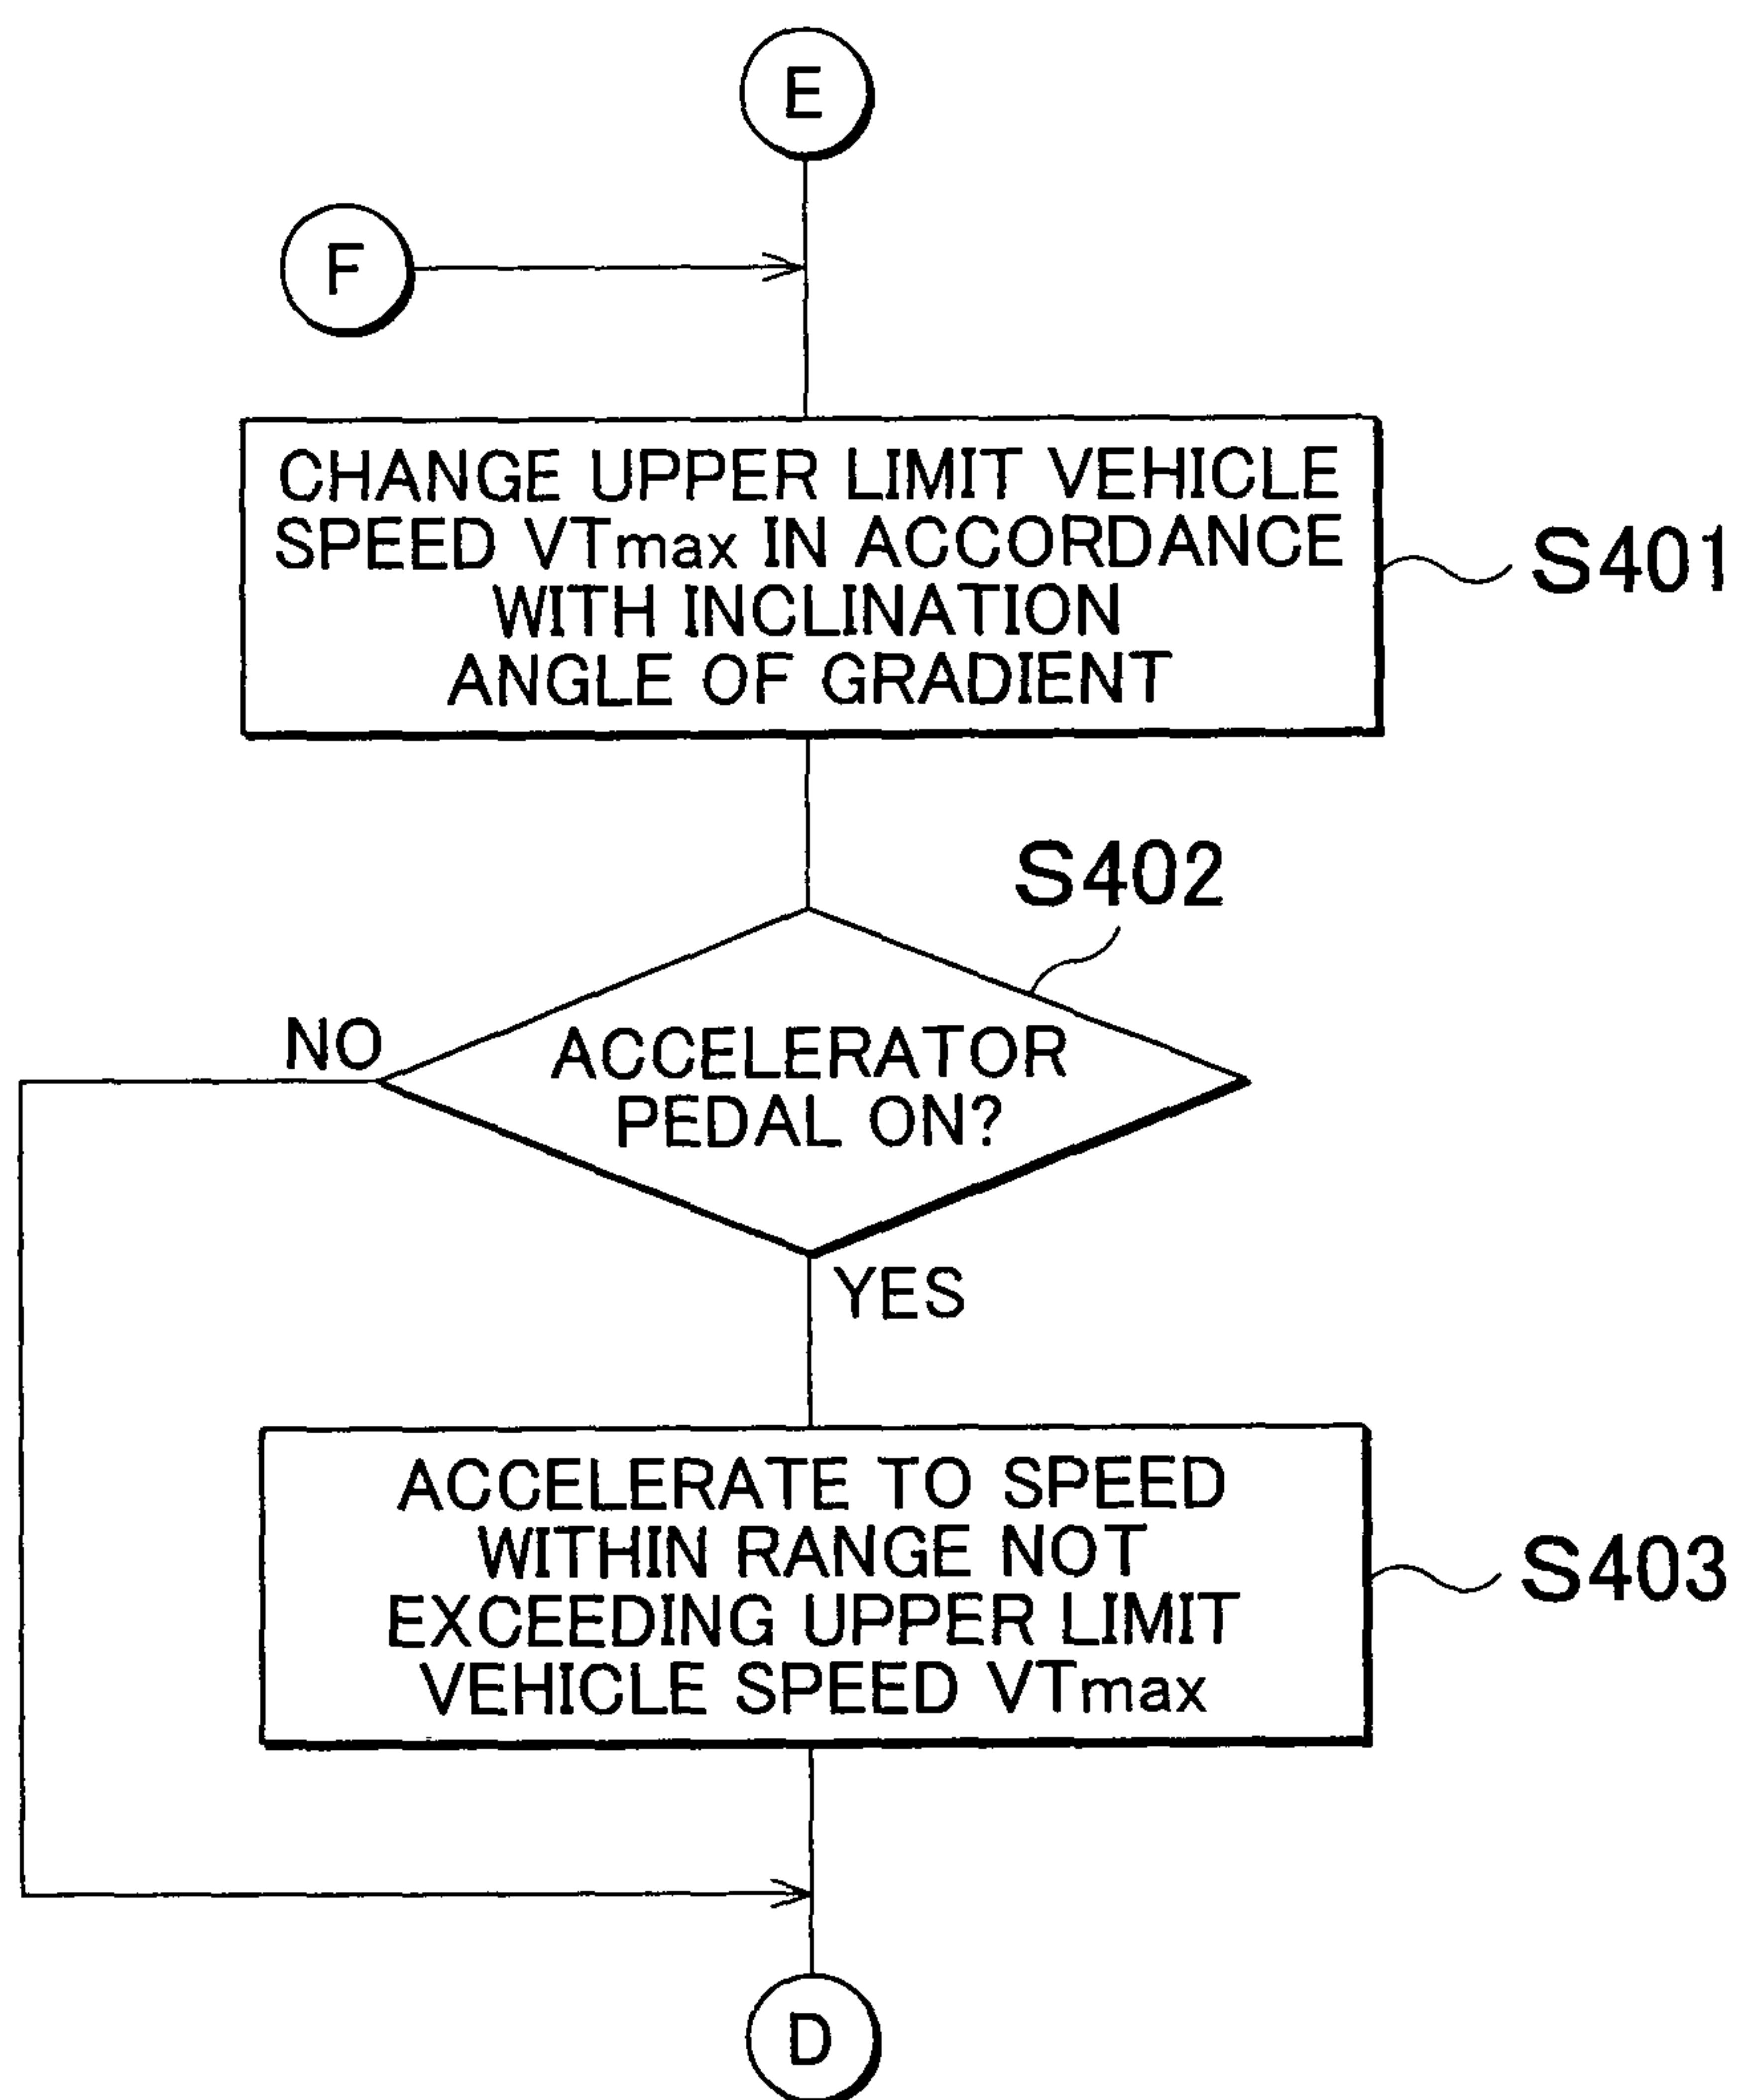 E
F
CHANGE UPPER LIMIT VEHICLE
SPEED VTmax IN ACCORDANCE
WITH INCLINATION
ANGLE OF GRADIENT
S401
S402
NO
ACCELERATOR
PEDAL ON?
YES
ACCELERATE TO SPEED
WITHIN RANGE NOT
EXCEEDING UPPER LIMIT
VEHICLE SPEED VTmax
S403
D